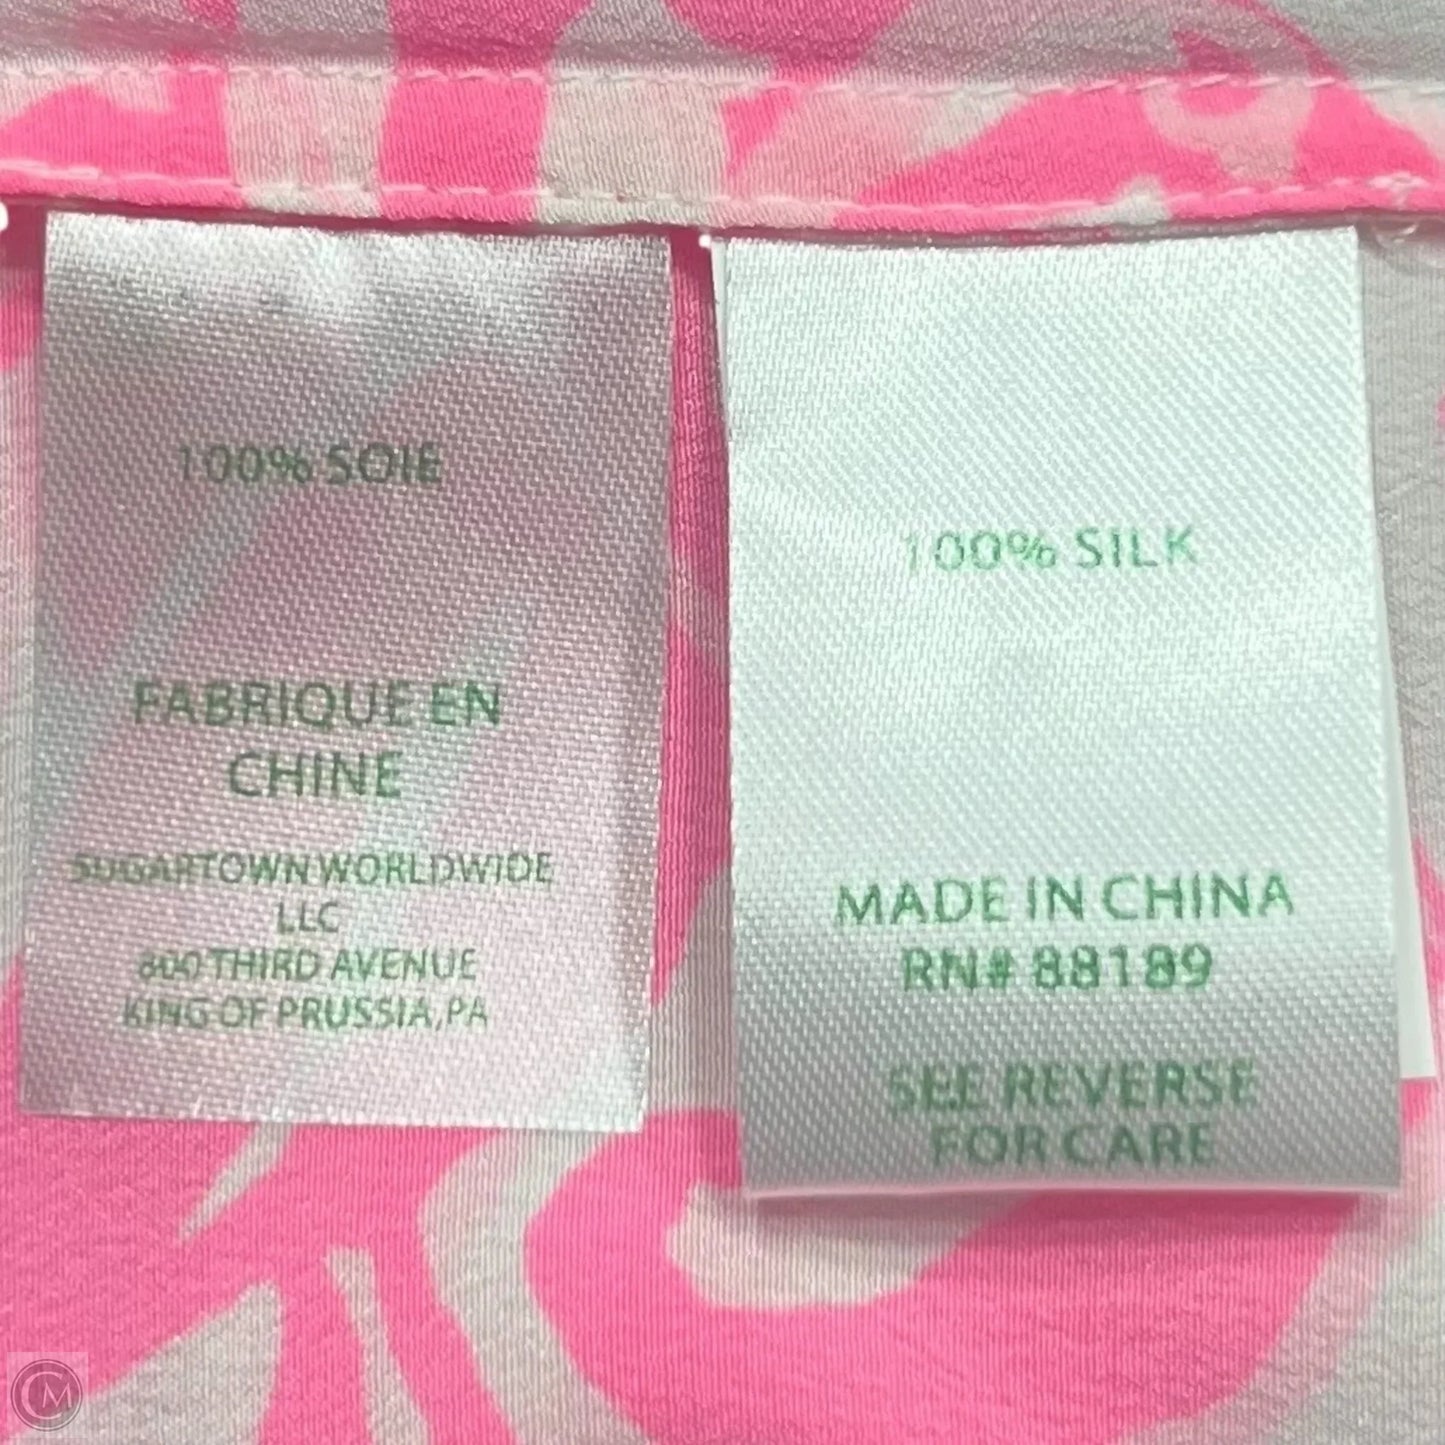 100% SOIE
FABRIQUE EN
CHINE
SUGARTOWN WORLDWIDE
LLC
800 THIRD AVENUE
KING OF PRUSSIA, PA
100% SILK
MADE IN CHINA
RN# 88189
SEE REVERSE
FOR CARE
CM